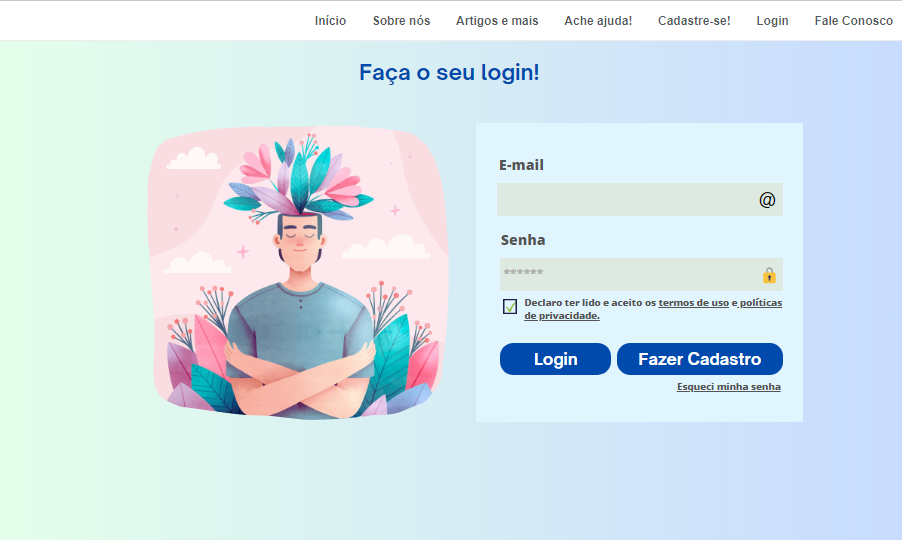 Início Sobre nós Artigos e mais Ache ajuda! Cadastre-se! Login Fale Conosco
Faça o seu login!
E-mail
@
Senha
******
Declaro ter lido e aceito os termos de uso e políticas
de privacidade.
Login Fazer Cadastro
Esqueci minha senha